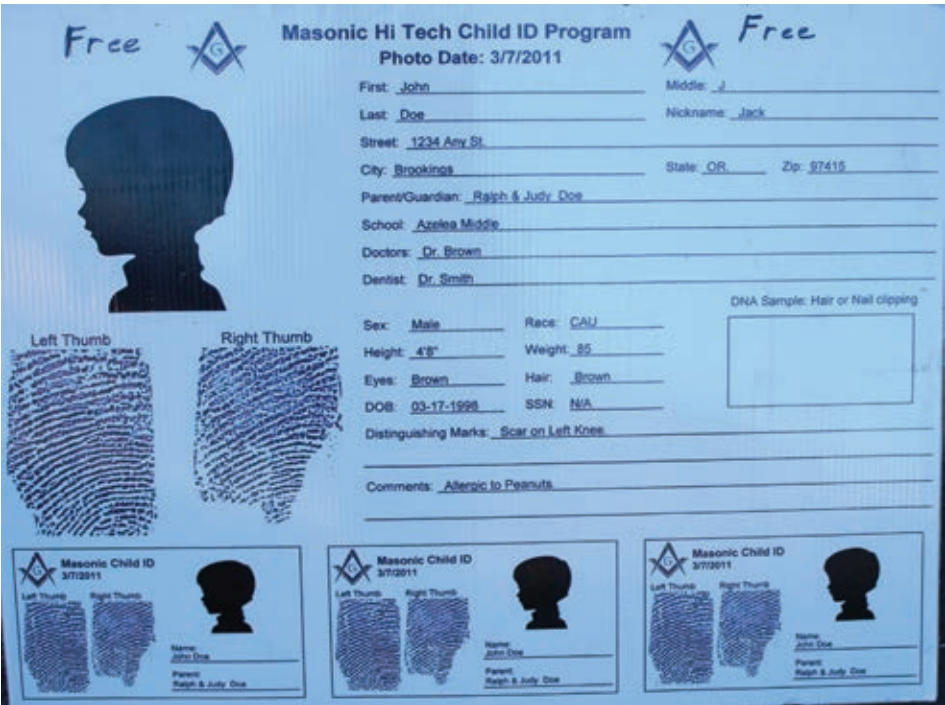 Free
Free
Masonic Hi Tech Child ID Program
Photo Date: 3/7/2011
First: John Middle: J
Last: Doe Nickname: Jack
Street: 1234 Any St.
City: Brookings State: OR Zip: 97415
Parent/Guardian: Ralph & Judy Doe
School: Azelea Middle
Doctors: Dr. Brown
Dentist: Dr. Smith
DNA Sample: Hair or Nail clipping
Sex: Male Race: CAU
Height: 4'8" Weight: 85
Eyes: Brown Hair: Brown
DOB: 03-17-1998 SSN: N/A
Distinguishing Marks: Scar on Left Knee
Comments: Allergic to Peanuts
Left Thumb Right Thumb
G
G
G
Masonic Child ID
3/7/2011
Left Thumb Right Thumb
Name:
John Doe
Parent:
Ralph & Judy Doe
G
Masonic Child ID
3/7/2011
Left Thumb Right Thumb
Name:
John Doe
Parent:
Ralph & Judy Doe
G
Masonic Child ID
3/7/2011
Left Thumb Right Thumb
Name:
John Doe
Parent:
Ralph & Judy Doe